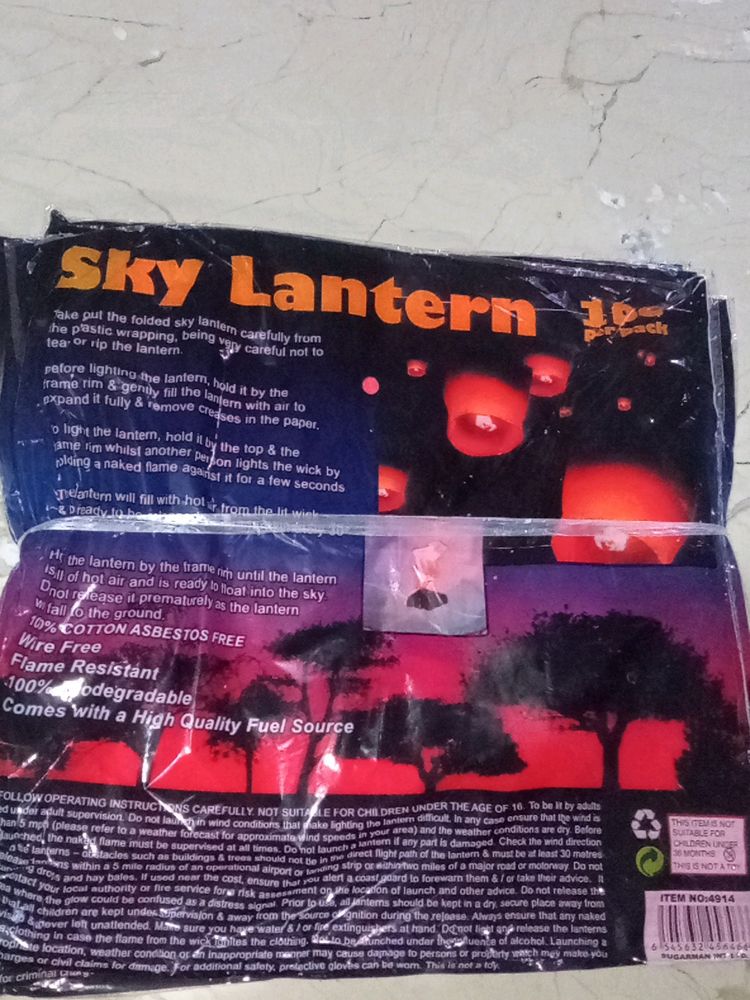 Sky Lantern
per pack
Take out the folded sky lantern carefully from
the plastic wrapping, being very careful not to
tear or rip the lantern.
before lighting the lantern, hold it by the
frame rim & gently fill the lantern with air to
expand it fully & remove creases in the paper.
to light the lantern, hold it by the top & the
frame rim whilst another person lights the wick by
holding a naked flame against it for a few seconds
The lantern will fill with hot air from the lit wick
& ready to be
the lantern by the frame rim until the lantern
is full of hot air and is ready to float into the sky.
Do not release it prematurely as the lantern
will fall to the ground.
100% COTTON ASBESTOS FREE
Wire Free
Flame Resistant
100% Biodegradable
Comes with a High Quality Fuel Source
FOLLOW OPERATING INSTRUCTIONS CAREFULLY. NOT SUITABLE FOR CHILDREN UNDER THE AGE OF 16. To be lit by adults
under adult supervision. Do not launch in wind conditions that make lighting the lantern difficult. In any case ensure that the wind is
than 5 mph (please refer to a weather forecast for approximate wind speeds in your area) and the weather conditions are dry. Before
launched, the naked flame must be supervised at all times. Do not launch a lantern if any part is damaged. Check the wind direction
lanterns – obstacles such as buildings & trees should not be in the direct flight path of the lantern & must be at least 30 metres
release lanterns within a 5 mile radius of an operational airport or landing strip or within two miles of a major road or motorway. Do not
crops and hay bales. If used near the cost, ensure that you alert a coast guard to forewarn them & / or take their advice.
contact your local authority or fire service for a risk assessment on the location of launch and other advice. Do not release
area where the glow could be confused as a distress signal. Prior to use, all lanterns should be kept in a dry, secure place away from
that all children are kept under supervision & away from the source of ignition during the release. Always ensure that any naked
& never left unattended. Make sure you have water & / or fire extinguishers at hand. Do not light and release the lanterns
clothing in case the flame from the wick ignites the clothing. Not to be launched under the influence of alcohol. Launching a
location, weather condition or an inappropriate manner may cause damage to persons or property which may make you
charges or civil claims for damage. For additional safety, protective gloves can be worn. This is not a toy.
for criminal
THIS ITEM IS NOT
SUITABLE FOR
CHILDREN UNDER
36 MONTHS
THIS IS NOT A TOY
ITEM NO:4914